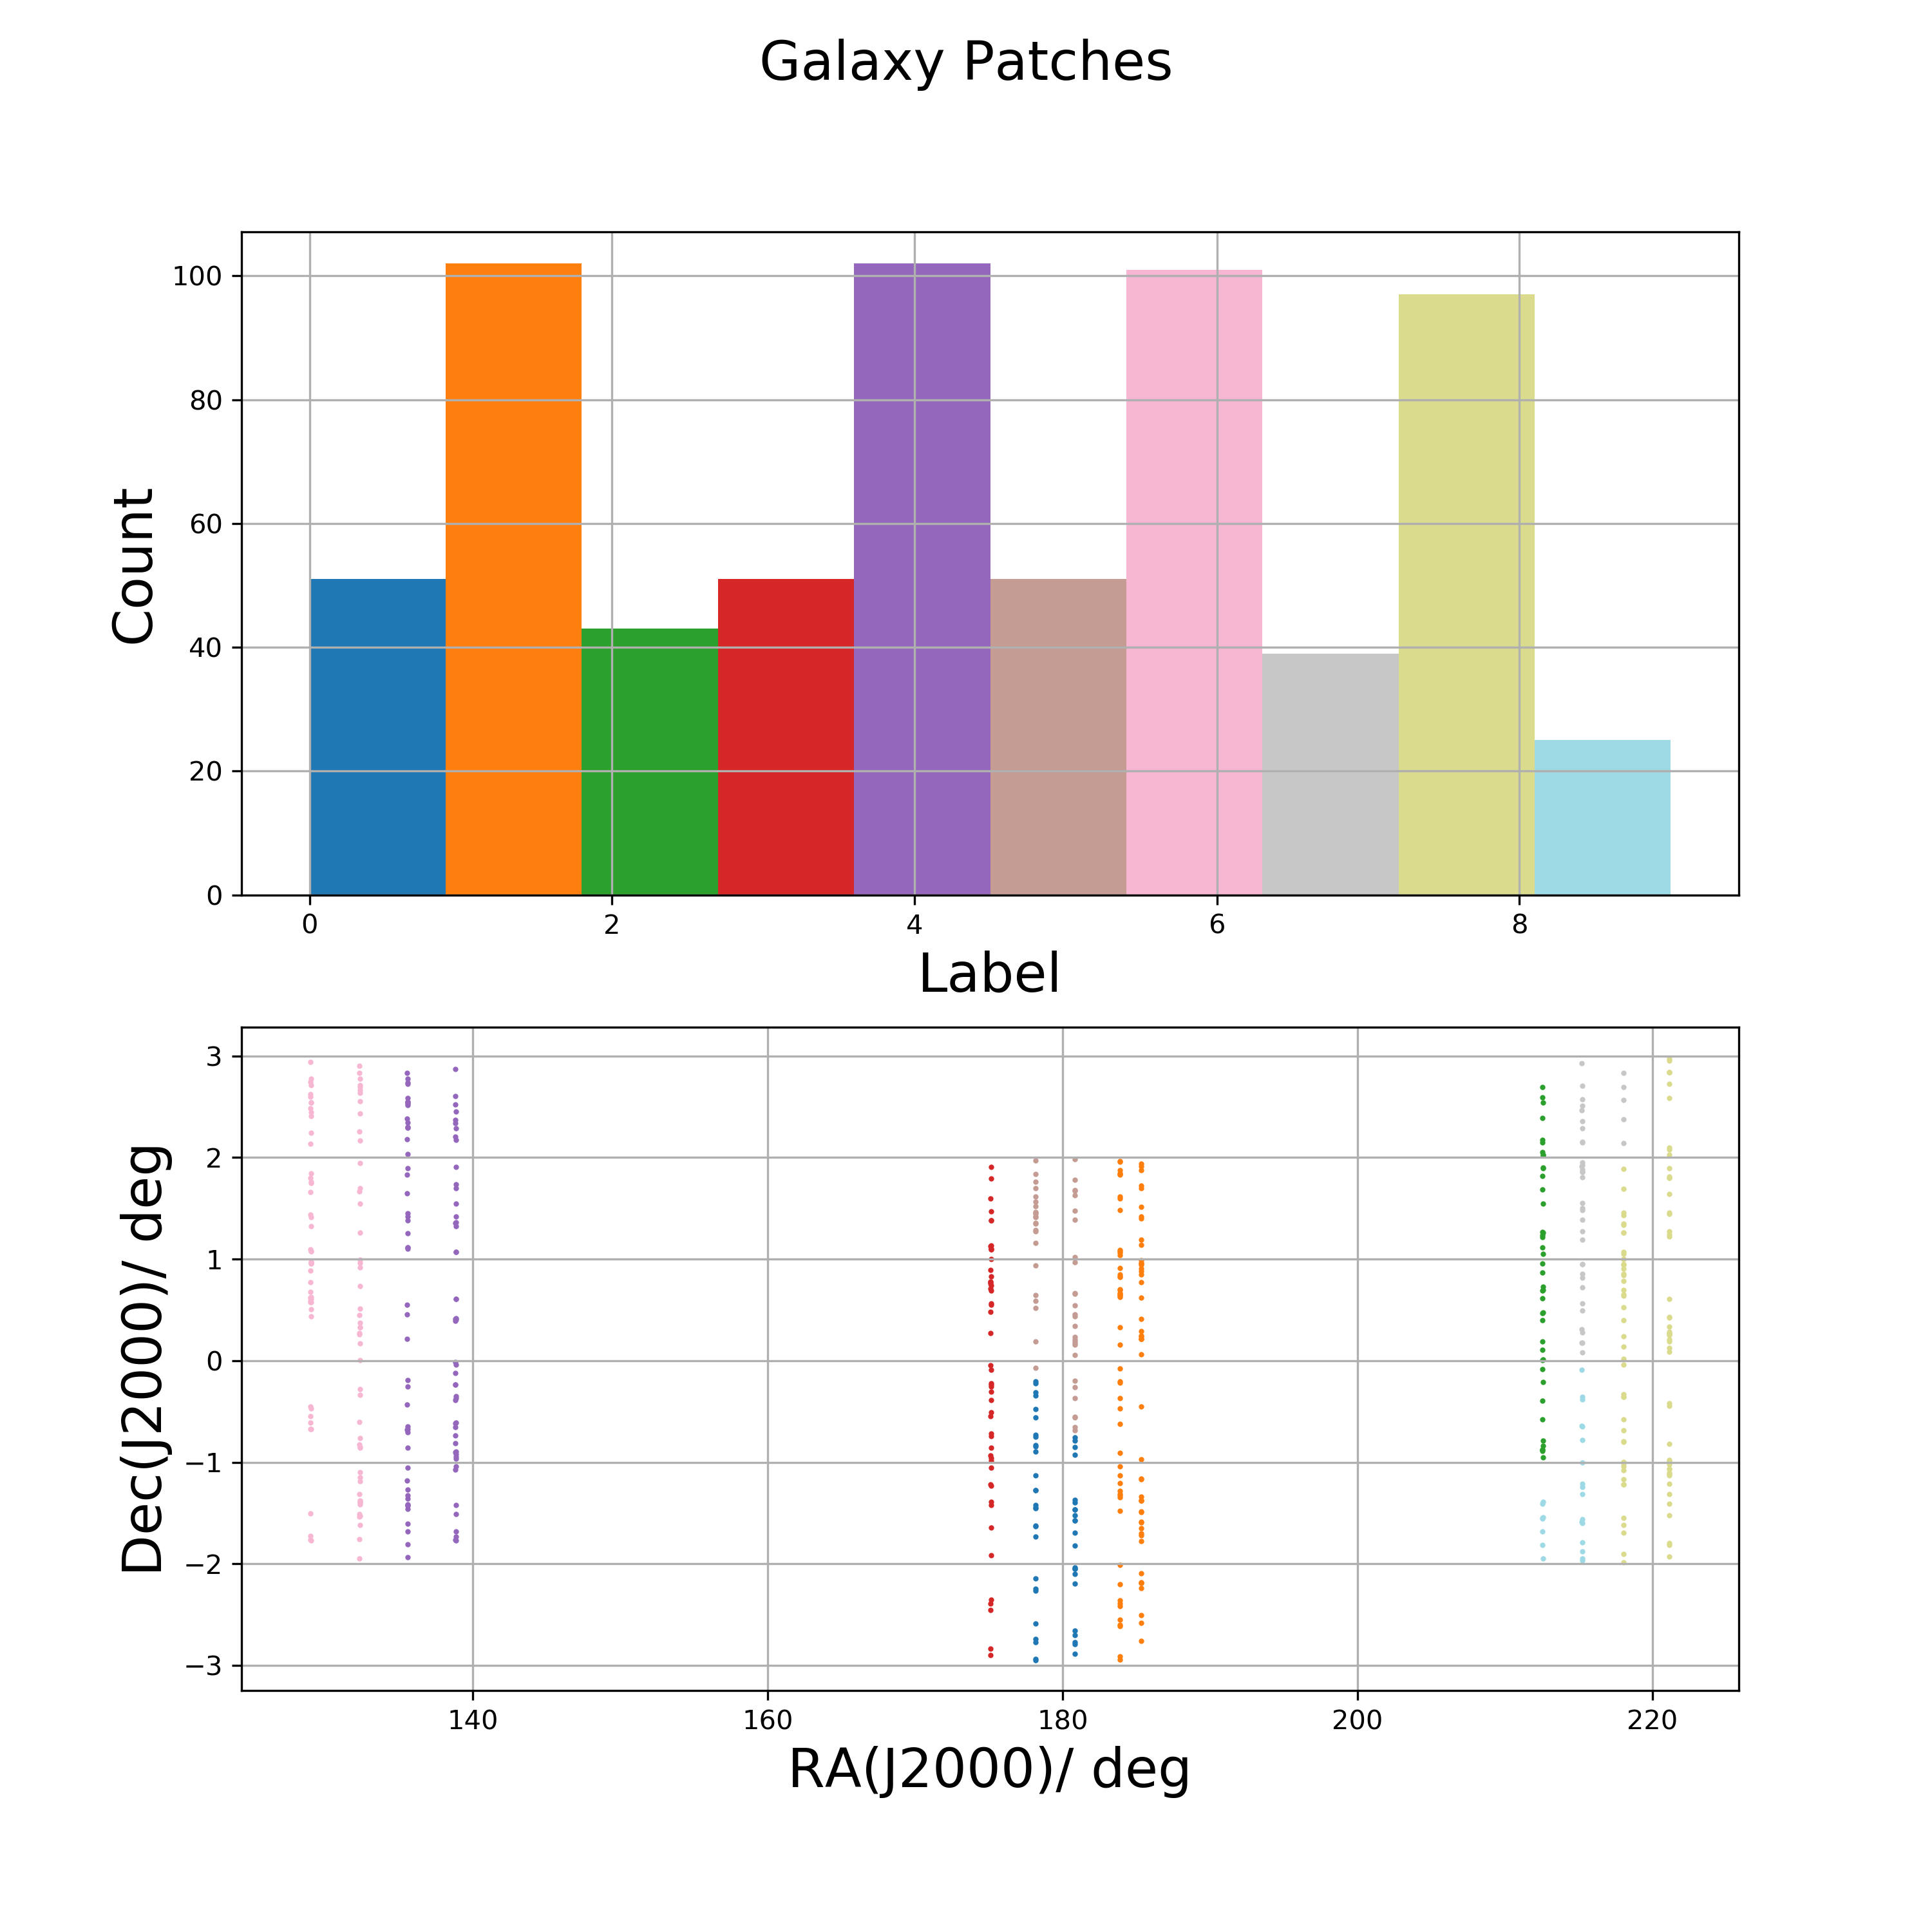 Galaxy Patches
100
80
60
40
20
0
Count
0 2 4 6 8
Label
3
2
1
0
−1
−2
−3
Dec(J2000)/ deg
140 160 180 200 220
RA(J2000)/ deg